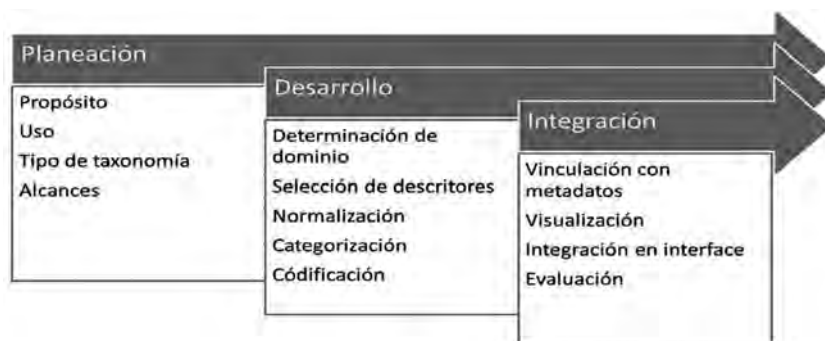 Planeación
Propósito
Uso
Tipo de taxonomía
Alcances
Desarrollo
Determinación de
dominio
Selección de descritores
Normalización
Categorización
Códificación
Integración
Vinculación con
metadatos
Visualización
Integración en interface
Evaluación